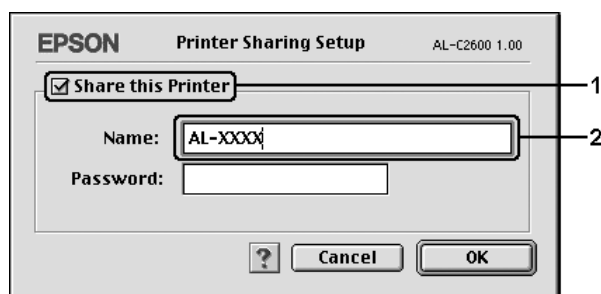 EPSON Printer Sharing Setup AL-C2600 1.00
Share this Printer 1
Name: AL-XXXX 2
Password:
? Cancel OK